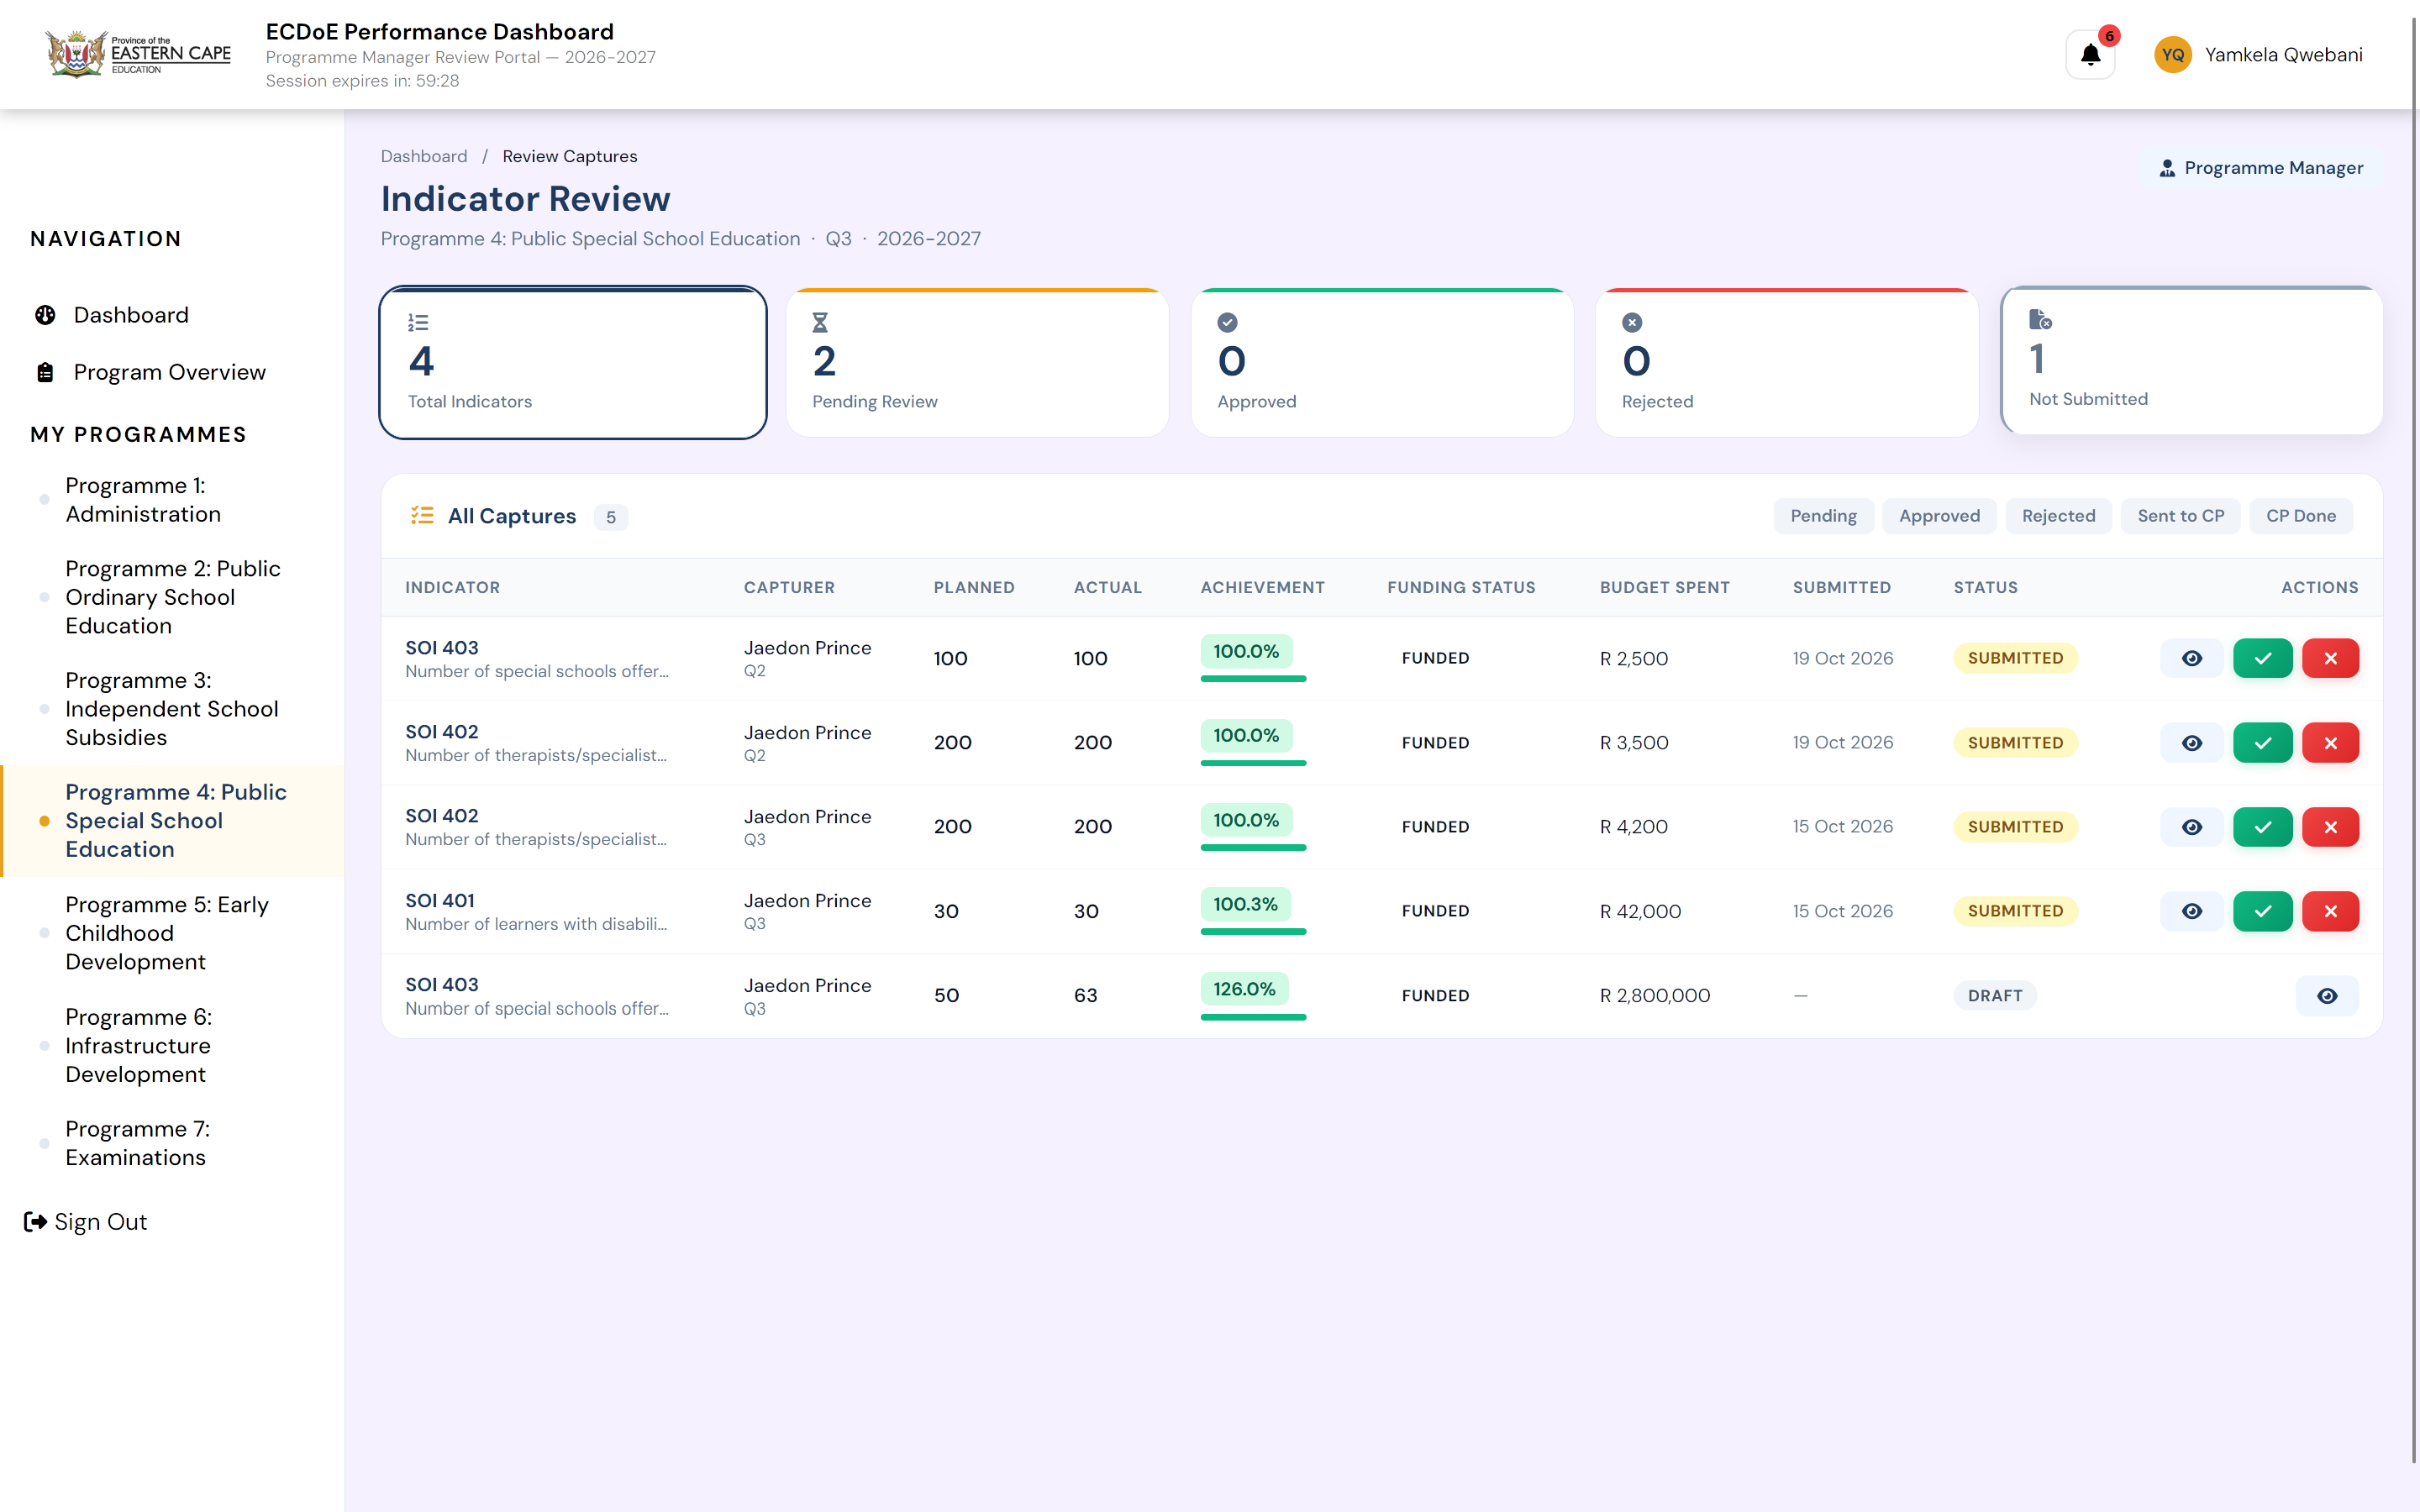 Province of the
EASTERN CAPE
EDUCATION
ECDoE Performance Dashboard
Programme Manager Review Portal — 2026-2027
Session expires in: 59:28
6
YQ
Yamkela Qwebani
NAVIGATION
Dashboard
Program Overview
MY PROGRAMMES
Programme 1:
Administration
Programme 2: Public
Ordinary School
Education
Programme 3:
Independent School
Subsidies
Programme 4: Public
Special School
Education
Programme 5: Early
Childhood
Development
Programme 6:
Infrastructure
Development
Programme 7:
Examinations
Sign Out
Dashboard / Review Captures
Programme Manager
Indicator Review
Programme 4: Public Special School Education · Q3 · 2026-2027
4
Total Indicators
2
Pending Review
0
Approved
0
Rejected
1
Not Submitted
All Captures 5
Pending Approved Rejected Sent to CP CP Done
INDICATOR CAPTURER PLANNED ACTUAL ACHIEVEMENT FUNDING STATUS BUDGET SPENT SUBMITTED STATUS ACTIONS
SOI 403 Jaedon Prince 100 100 100.0% FUNDED R 2,500 19 Oct 2026 SUBMITTED
Number of special schools offer... Q2
SOI 402 Jaedon Prince 200 200 100.0% FUNDED R 3,500 19 Oct 2026 SUBMITTED
Number of therapists/specialist... Q2
SOI 402 Jaedon Prince 200 200 100.0% FUNDED R 4,200 15 Oct 2026 SUBMITTED
Number of therapists/specialist... Q3
SOI 401 Jaedon Prince 30 30 100.3% FUNDED R 42,000 15 Oct 2026 SUBMITTED
Number of learners with disabili... Q3
SOI 403 Jaedon Prince 50 63 126.0% FUNDED R 2,800,000 — DRAFT
Number of special schools offer... Q3